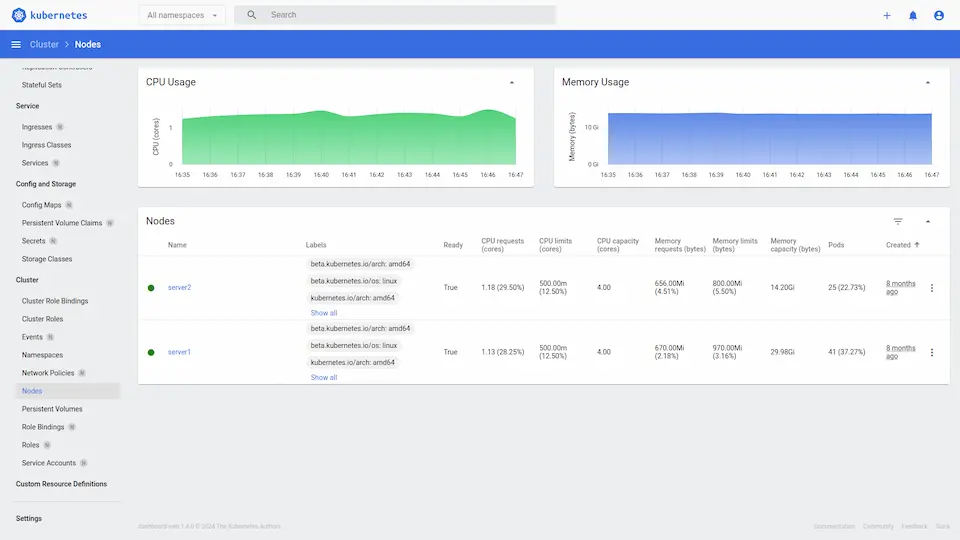 kubernetes
All namespaces
Search
Cluster
Nodes
Replication Controllers
Stateful Sets
Service
Ingresses N
Ingress Classes
Services N
Config and Storage
Config Maps N
Persistent Volume Claims N
Secrets N
Storage Classes
Cluster
Cluster Role Bindings
Cluster Roles
Events N
Namespaces
Network Policies N
Nodes
Persistent Volumes
Role Bindings N
Roles N
Service Accounts N
Custom Resource Definitions
Settings
CPU Usage
CPU (cores)
1
0
16:35 16:36 16:37 16:38 16:39 16:40 16:41 16:42 16:43 16:44 16:45 16:46 16:47
Memory Usage
Memory (bytes)
10 Gi
0 Gi
16:35 16:36 16:37 16:38 16:39 16:40 16:41 16:42 16:43 16:44 16:45 16:46 16:47
Nodes
Name Labels Ready CPU requests (cores) CPU limits (cores) CPU capacity (cores) Memory requests (bytes) Memory limits (bytes) Memory capacity (bytes) Pods Created
beta.kubernetes.io/arch: amd64
beta.kubernetes.io/os: linux
kubernetes.io/arch: amd64
Show all
server2 True 1.18 (29.50%) 500.00m (12.50%) 4.00 656.00Mi (4.51%) 800.00Mi (5.50%) 14.20Gi 25 (22.73%) 8 months ago
beta.kubernetes.io/arch: amd64
beta.kubernetes.io/os: linux
kubernetes.io/arch: amd64
Show all
server1 True 1.13 (28.25%) 500.00m (12.50%) 4.00 670.00Mi (2.18%) 970.00Mi (3.16%) 29.98Gi 41 (37.27%) 8 months ago
dashboard-web 1.4.0 © 2024 The Kubernetes Authors
Documentation Community Feedback Slack